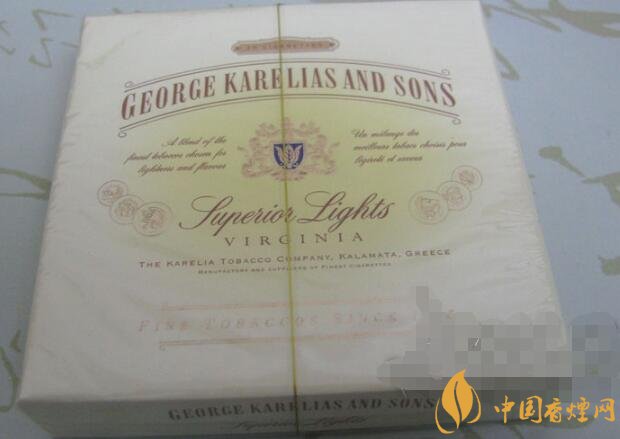 20 CIGARETTES
GEORGE KARELIAS AND SONS
A blend of the
finest tobaccos chosen for
lightness and flavour
Un mélange des
meilleurs tabacs choisis pour
légèreté et saveur
Superior Lights
VIRGINIA
THE KARELIA TOBACCO COMPANY, KALAMATA, GREECE
MANUFACTURERS AND SUPPLIERS OF FINEST CIGARETTES
FINE TOBACCOS SINCE
GEORGE KARELIAS AND SONS
Superior Lights
中国香烟网